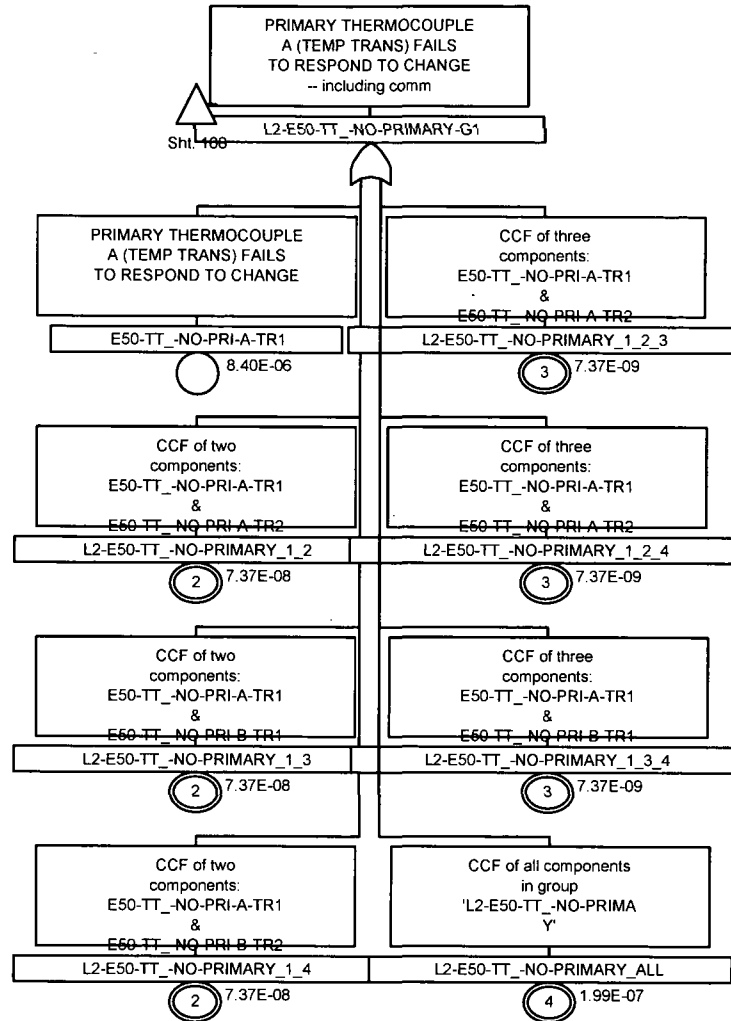 PRIMARY THERMOCOUPLE
A (TEMP TRANS) FAILS
TO RESPOND TO CHANGE
-- including comm
L2-E50-TT_-NO-PRIMARY-G1
Sht. 100
PRIMARY THERMOCOUPLE
A (TEMP TRANS) FAILS
TO RESPOND TO CHANGE
E50-TT_-NO-PRI-A-TR1
8.40E-06
CCF of three
components:
E50-TT_-NO-PRI-A-TR1
&
E50-TT_-NO-PRI-A-TR2
L2-E50-TT_-NO-PRIMARY_1_2_3
3
7.37E-09
CCF of two
components:
E50-TT_-NO-PRI-A-TR1
&
E50-TT_-NO-PRI-A-TR2
L2-E50-TT_-NO-PRIMARY_1_2
2
7.37E-08
CCF of three
components:
E50-TT_-NO-PRI-A-TR1
&
E50-TT_-NO-PRI-A-TR2
L2-E50-TT_-NO-PRIMARY_1_2_4
3
7.37E-09
CCF of two
components:
E50-TT_-NO-PRI-A-TR1
&
E50-TT_-NO-PRI-B-TR1
L2-E50-TT_-NO-PRIMARY_1_3
2
7.37E-08
CCF of three
components:
E50-TT_-NO-PRI-A-TR1
&
E50-TT_-NO-PRI-B-TR1
L2-E50-TT_-NO-PRIMARY_1_3_4
3
7.37E-09
CCF of two
components:
E50-TT_-NO-PRI-A-TR1
&
E50-TT_-NO-PRI-B-TR2
L2-E50-TT_-NO-PRIMARY_1_4
2
7.37E-08
CCF of all components
in group
'L2-E50-TT_-NO-PRIMA
Y'
L2-E50-TT_-NO-PRIMARY_ALL
4
1.99E-07